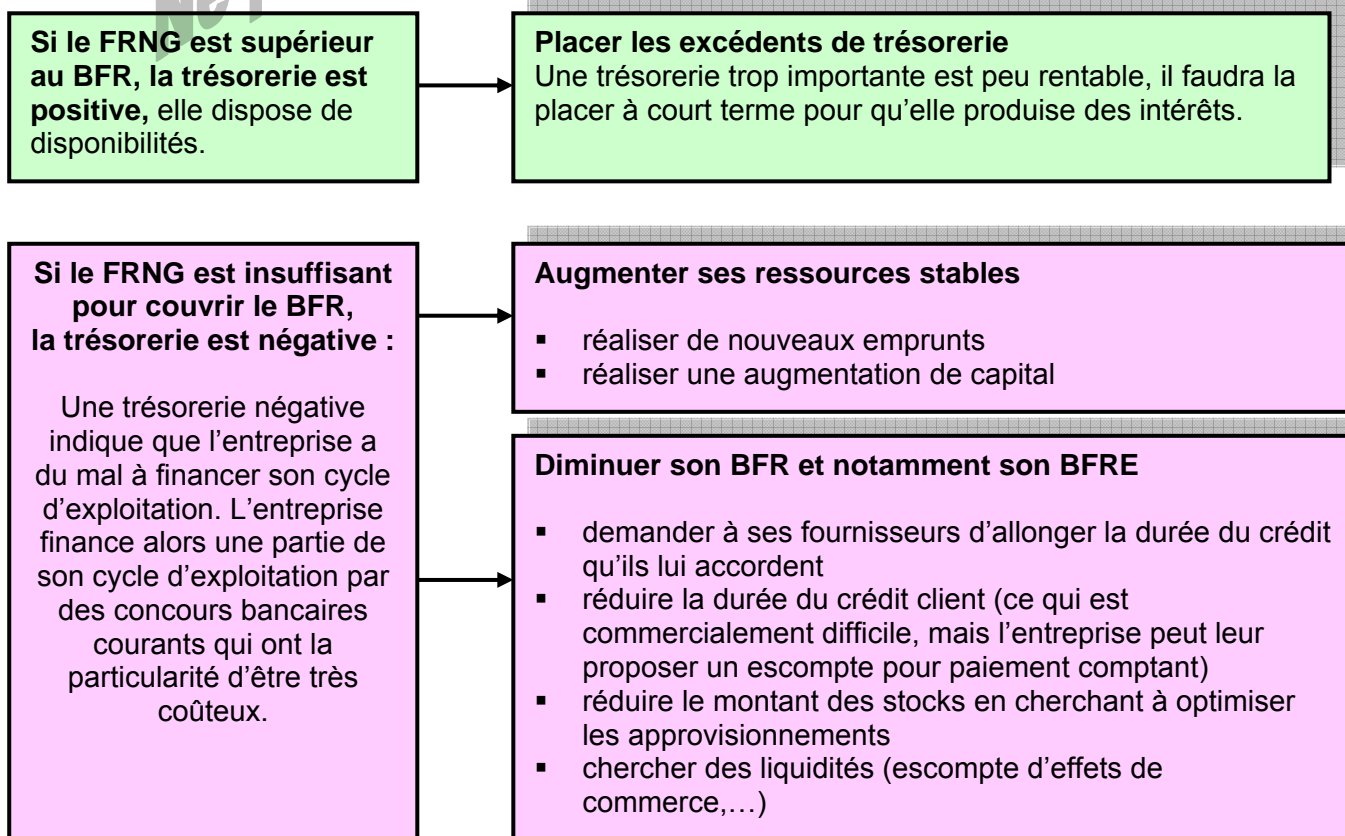 Si le FRNG est supérieur
au BFR, la trésorerie est
positive, elle dispose de
disponibilités.
Placer les excédents de trésorerie
Une trésorerie trop importante est peu rentable, il faudra la
placer à court terme pour qu’elle produise des intérêts.
Si le FRNG est insuffisant
pour couvrir le BFR,
la trésorerie est négative :
Une trésorerie négative
indique que l’entreprise a
du mal à financer son cycle
d’exploitation. L’entreprise
finance alors une partie de
son cycle d’exploitation par
des concours bancaires
courants qui ont la
particularité d’être très
coûteux.
Augmenter ses ressources stables
▪ réaliser de nouveaux emprunts
▪ réaliser une augmentation de capital
Diminuer son BFR et notamment son BFRE
▪ demander à ses fournisseurs d’allonger la durée du crédit
qu’ils lui accordent
▪ réduire la durée du crédit client (ce qui est
commercialement difficile, mais l’entreprise peut leur
proposer un escompte pour paiement comptant)
▪ réduire le montant des stocks en cherchant à optimiser
les approvisionnements
▪ chercher des liquidités (escompte d’effets de
commerce,…)